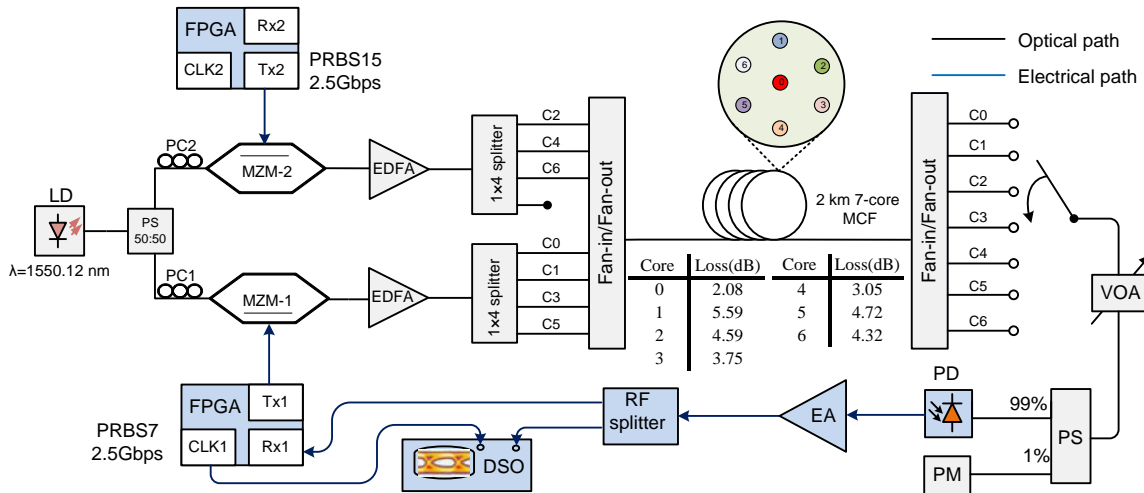 FPGA
Rx2
CLK2
Tx2
PRBS15
2.5Gbps
PC2
MZM-2
EDFA
1×4 splitter
C2
C4
C6
LD
λ=1550.12 nm
PS
50:50
PC1
MZM-1
EDFA
1×4 splitter
C0
C1
C3
C5
Fan-in/Fan-out
1
6
2
0
5
3
4
2 km 7-core
MCF
Core Loss(dB) Core Loss(dB)
0 2.08 4 3.05
1 5.59 5 4.72
2 4.59 6 4.32
3 3.75
Fan-in/Fan-out
Optical path
Electrical path
C0
C1
C2
C3
C4
C5
C6
VOA
PS
99%
1%
PM
PD
EA
RF
splitter
DSO
FPGA
Tx1
CLK1
Rx1
PRBS7
2.5Gbps